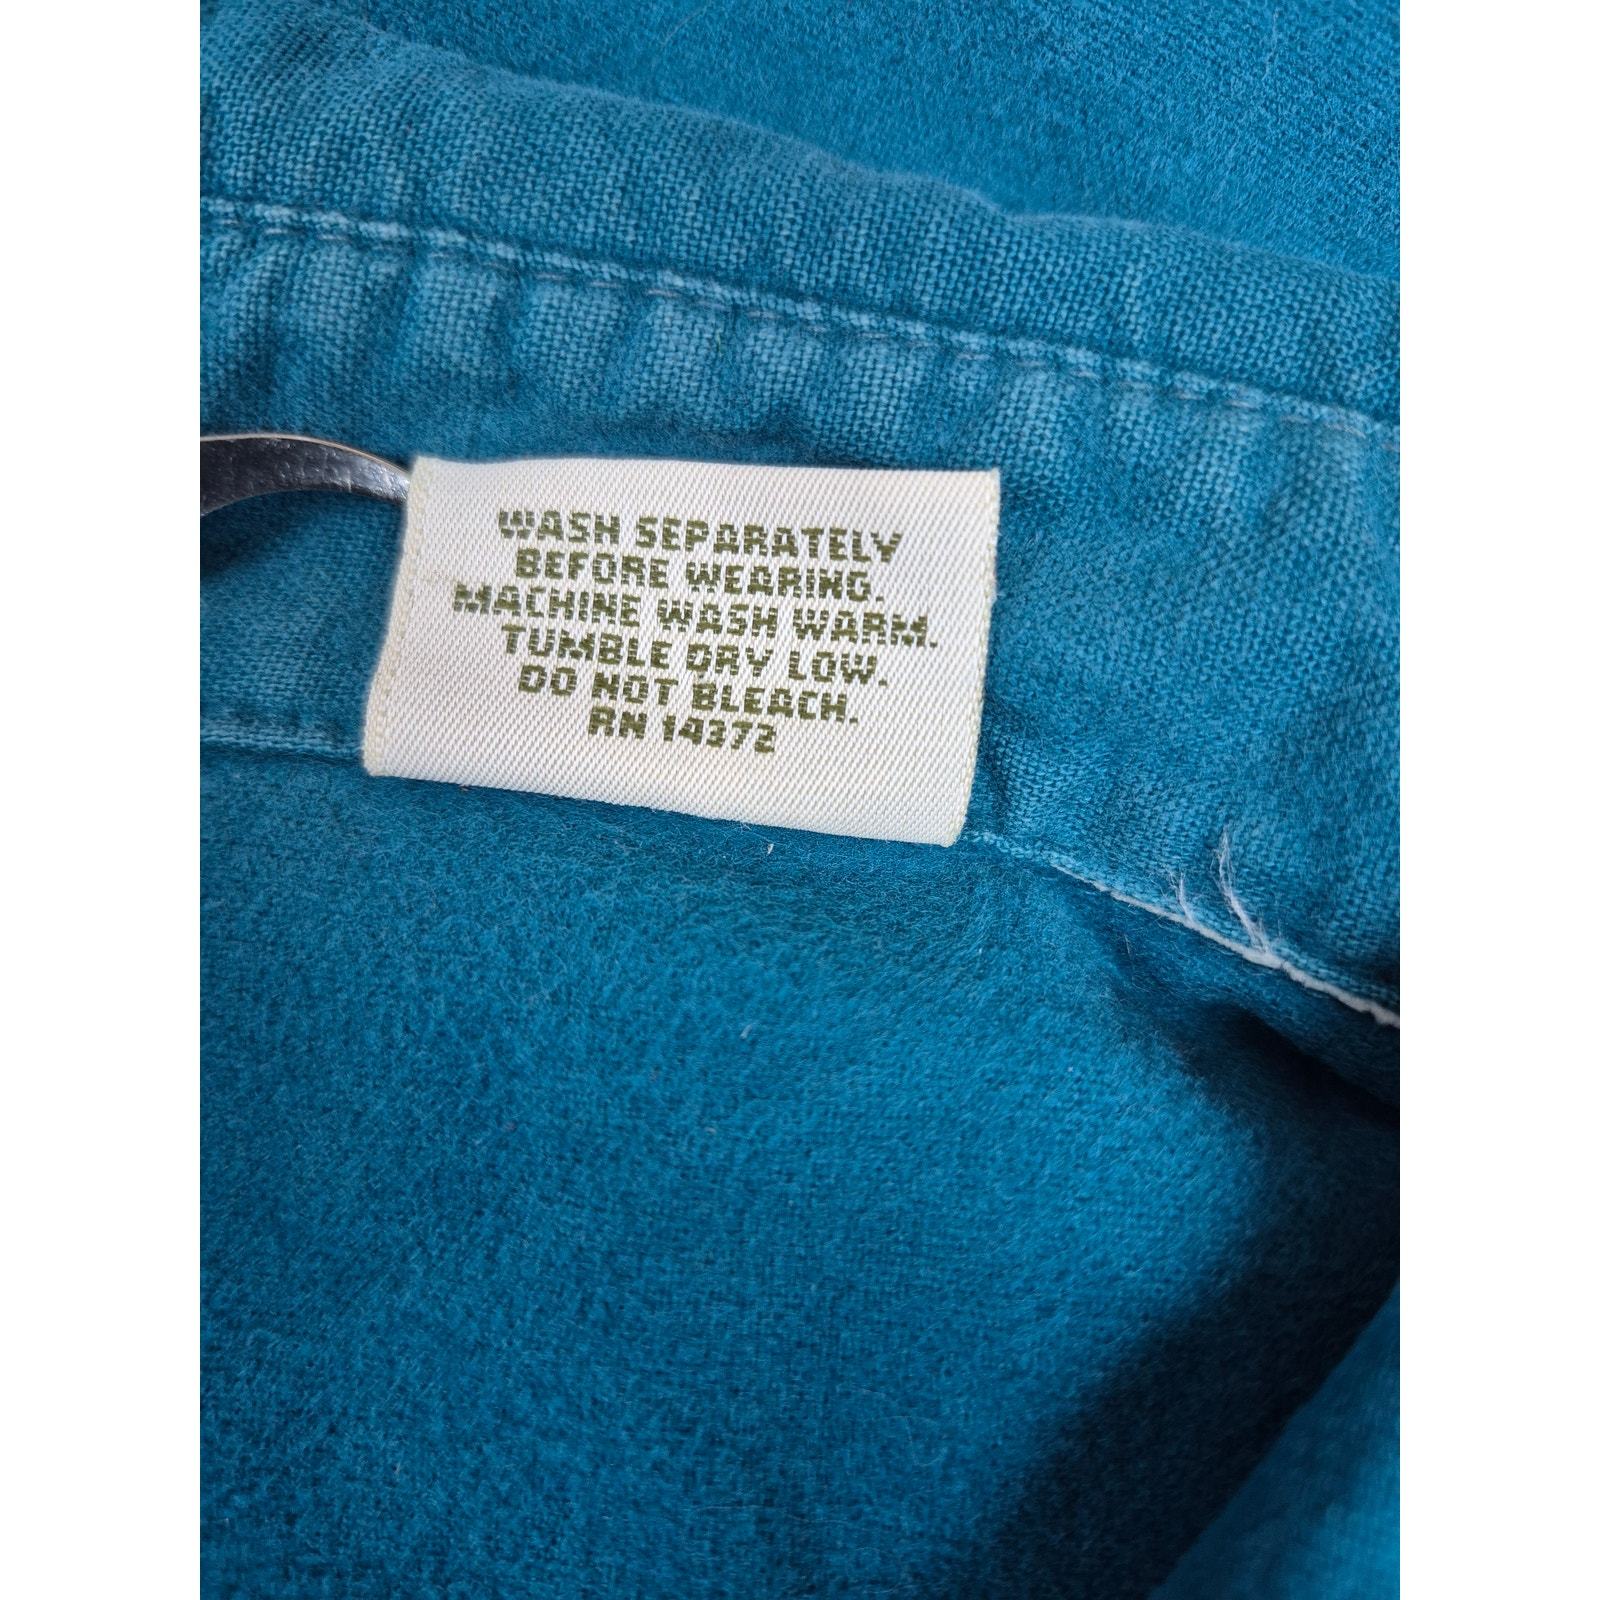 WASH SEPARATELY
BEFORE WEARING.
MACHINE WASH WARM.
TUMBLE DRY LOW.
DO NOT BLEACH.
RN 14372